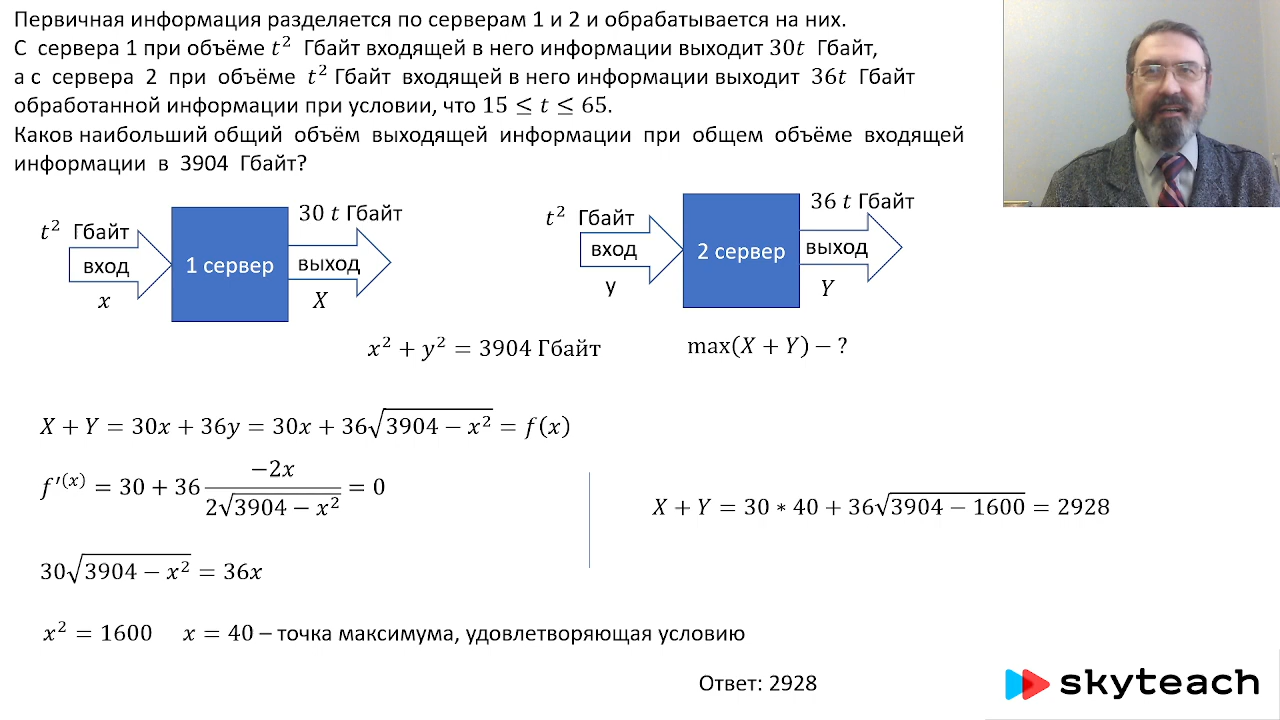 Первичная информация разделяется по серверам 1 и 2 и обрабатывается на них.
С сервера 1 при объёме t² Гбайт входящей в него информации выходит 30t Гбайт,
а с сервера 2 при объёме t² Гбайт входящей в него информации выходит 36t Гбайт
обработанной информации при условии, что 15 ≤ t ≤ 65.
Каков наибольший общий объём выходящей информации при общем объёме входящей
информации в 3904 Гбайт?
t² Гбайт
вход
x
1 сервер
30 t Гбайт
выход
X
t² Гбайт
вход
y
2 сервер
36 t Гбайт
выход
Y
x² + y² = 3904 Гбайт
max(X + Y) − ?
X + Y = 30x + 36y = 30x + 36√(3904 − x²) = f(x)
f′(x) = 30 + 36 (−2x)/(2√(3904 − x²)) = 0
X + Y = 30 ∗ 40 + 36√(3904 − 1600) = 2928
30√(3904 − x²) = 36x
x² = 1600 x = 40 – точка максимума, удовлетворяющая условию
Ответ: 2928
skyteach